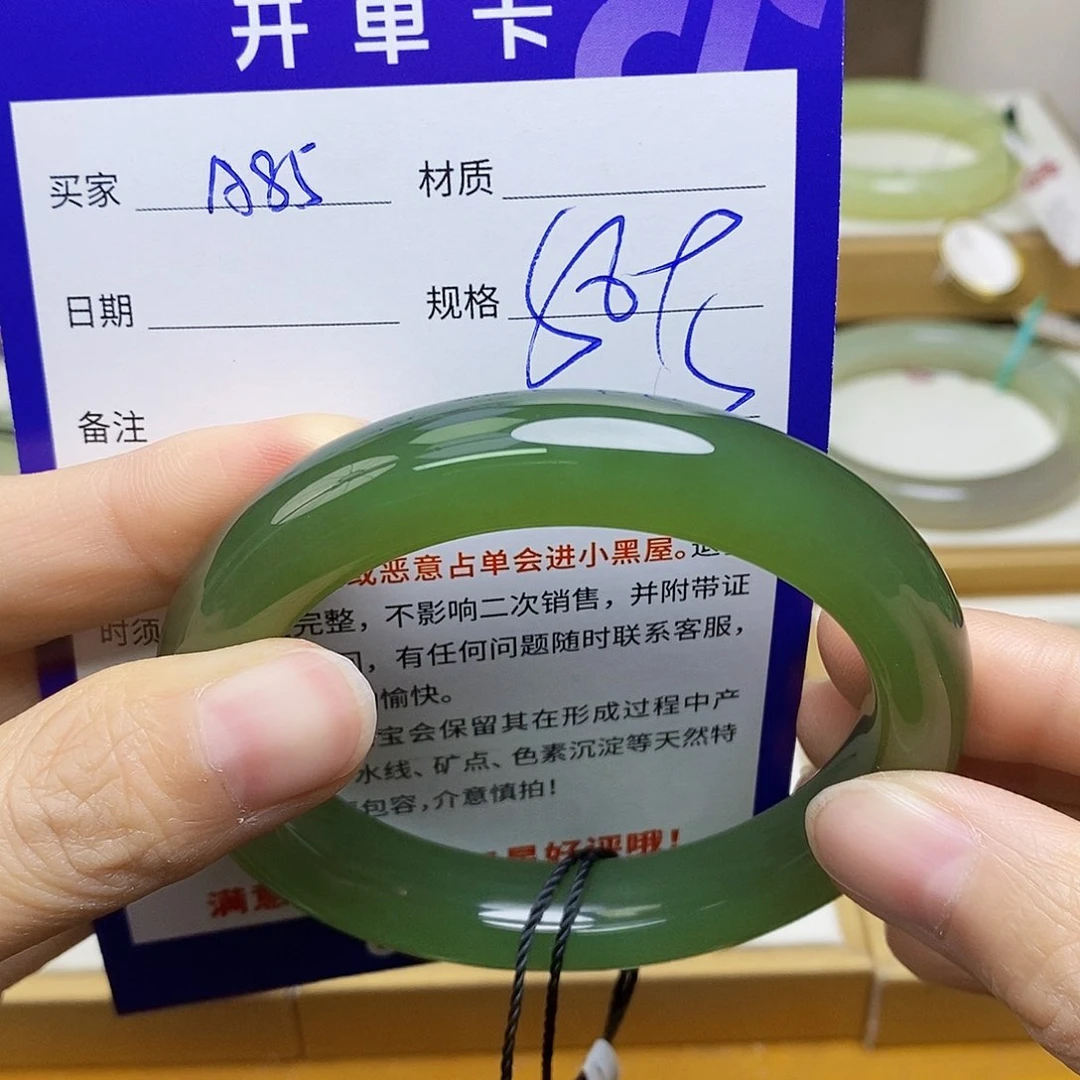 开单卡
买家 A85 材质
日期 规格
备注
或恶意占单会进小黑屋。
时须 完整，不影响二次销售，并附带证
，有任何问题随时联系客服，
愉快。
宝会保留其在形成过程中产
水线、矿点、色素沉淀等天然特
包容,介意慎拍!
好评哦!
满意